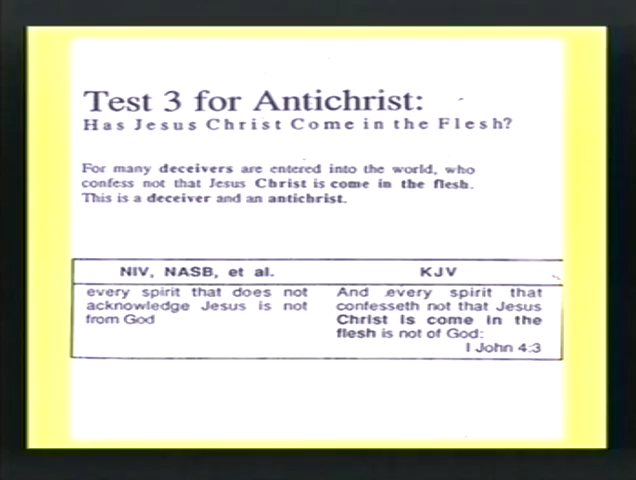 Test 3 for Antichrist:
Has Jesus Christ Come in the Flesh?
For many deceivers are entered into the world, who
confess not that Jesus Christ is come in the flesh.
This is a deceiver and an antichrist.
NIV, NASB, et al.
every spirit that does not
acknowledge Jesus is not
from God
KJV
And every spirit that
confesseth not that Jesus
Christ is come in the
flesh is not of God:
I John 4:3